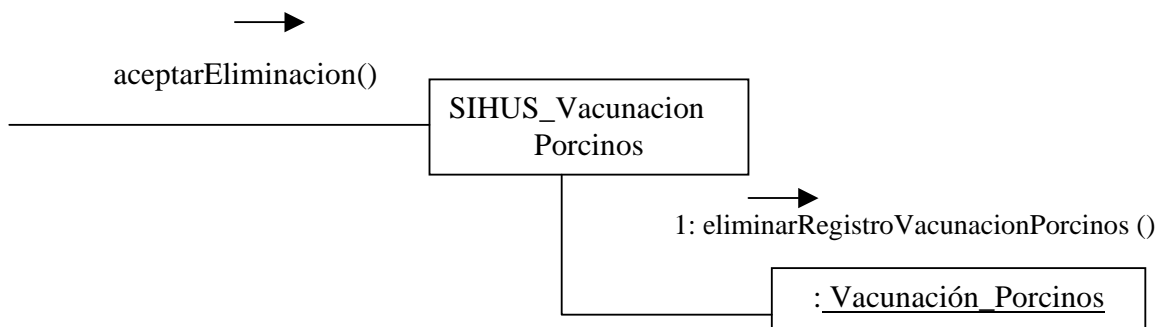 aceptarEliminacion()
SIHUS_Vacunacion
Porcinos
1: eliminarRegistroVacunacionPorcinos ()
: Vacunación_Porcinos